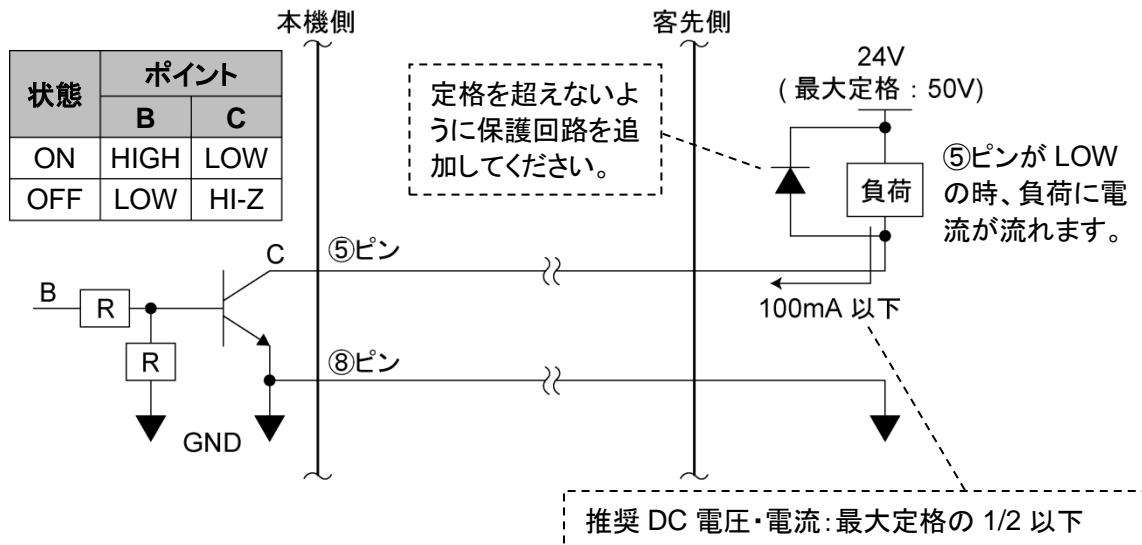 本機側
客先側
状態 ポイント
B C
ON HIGH LOW
OFF LOW HI-Z
定格を超えないよ
うに保護回路を追
加してください。
24V
(最大定格：50V)
負荷
⑤ピンが LOW
の時、負荷に電
流が流れます。
C
⑤ピン
B
R
100mA 以下
R
⑧ピン
GND
推奨 DC 電圧・電流：最大定格の 1/2 以下